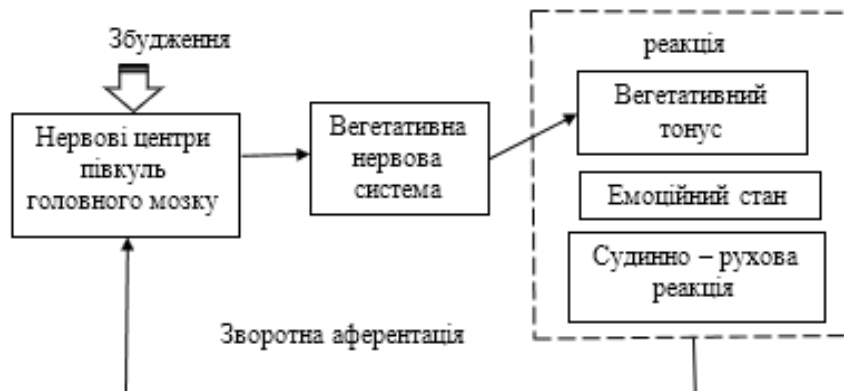 Збудження
Нервові центри
півкуль
головного мозку
Вегетативна
нервова
система
реакція
Вегетативний
тонус
Емоційний стан
Судинно – рухова
реакція
Зворотна аферентація